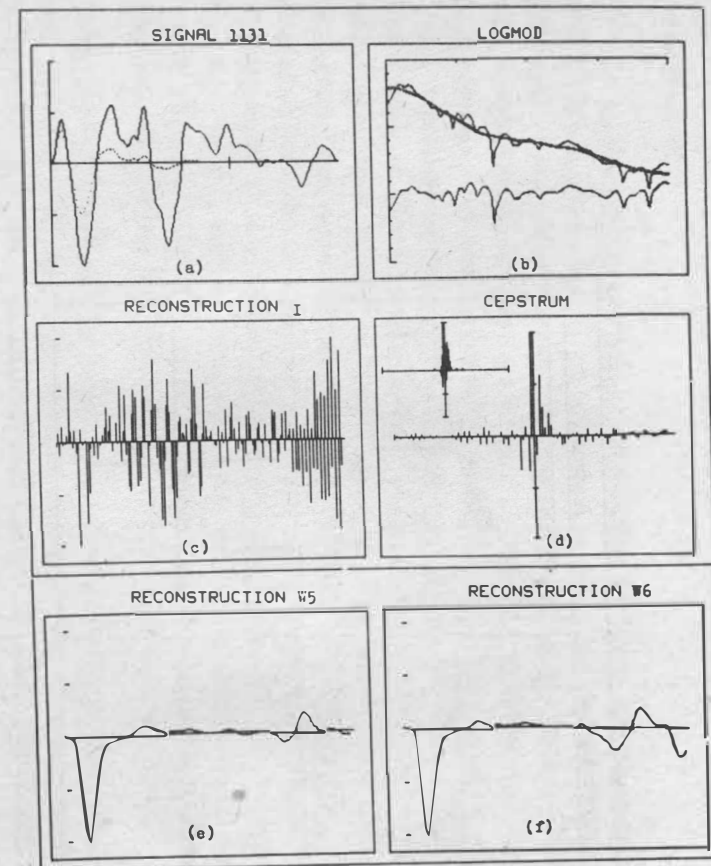 SIGNAL 1131
LOGMOD
(a)
(b)
RECONSTRUCTION I
CEPSTRUM
(c)
(d)
RECONSTRUCTION W5
RECONSTRUCTION W6
(e)
(f)